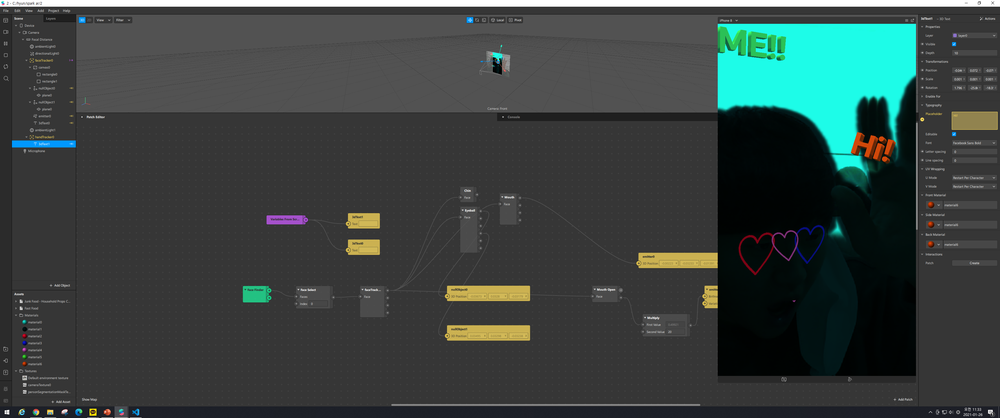 2 - C:/hyun/spark ar/2
File Edit View Add Project Help
Scene Layers
Device
Camera
Focal Distance
ambientLight0
directionalLight0
faceTracker0
canvas0
rectangle0
rectangle1
nullObject0
plane0
nullObject1
plane0
emitter0
3dText0
ambientLight1
handTracker0
3dText1
Microphone
+ Add Object
Assets
Junk Food - Household Props C...
Fast Food
Materials
material0
material1
material2
material3
material4
material5
material6
Textures
Default environment texture
cameraTexture0
personSegmentationMaskTe...
+ Add Asset
3D 2D View Filter
Local Pivot
Camera: Front
Patch Editor
Console
Variables From Scr...
3dText1
Text
3dText0
Text
Chin
Face
Eyeball
Face
Mouth
Face
emitter0
3D Position -0.00223 X -0.03233 Y -0.01391
Face Finder
Face Select
Faces
Index 0
faceTrack...
Face
nullObject0
3D Position -0.03673 X 0.0328 Y -0.03179 Z
nullObject1
3D Position 0.03495 X 0.03298 Y -0.03238 Z
Mouth Open
Face
Multiply
First Value 0.49921
Second Value 20
emitte
Birthra
Variati
Show Map
+ Add Patch
iPhone 8
ME!!
Hi!
3dText1 – 3D Text Actions
Properties
Layer layer0
Visible
Depth 10
Transformations
Position -0.04 X 0.072 Y -0.07 Z
Scale 0.001 X 0.001 Y 0.001 Z
Rotation 1.796 X -25.8 Y -18.3 Z
Enable For
Typography
Placeholder Hi!
Editable
Font Facebook Sans Bold
Letter spacing 0
Line spacing 0
UV Wrapping
U Mode Restart Per Character
V Mode Restart Per Character
Front Material
material6
Side Material
material6
Back Material
material6
Interactions
Patch Create
TALK
오전 11:33
2021-01-26
1